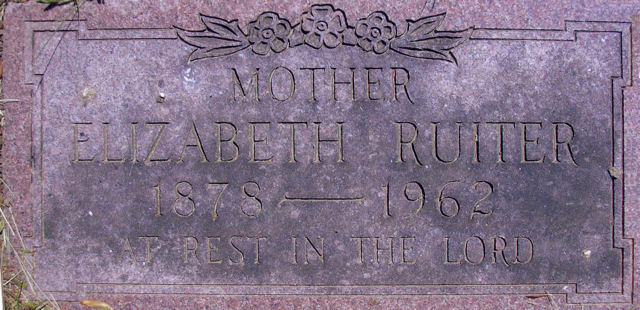 MOTHER
ELIZABETH RUITER
1878 — 1962
AT REST IN THE LORD